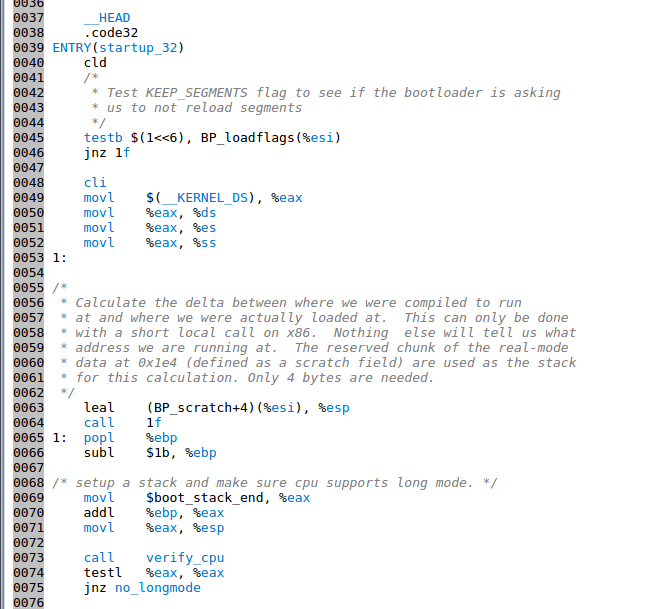 0036
0037     __HEAD
0038     .code32
0039 ENTRY(startup_32)
0040     cld
0041     /*
0042      * Test KEEP_SEGMENTS flag to see if the bootloader is asking
0043      * us to not reload segments
0044      */
0045     testb $(1<<6), BP_loadflags(%esi)
0046     jnz 1f
0047
0048     cli
0049     movl    $(__KERNEL_DS), %eax
0050     movl    %eax, %ds
0051     movl    %eax, %es
0052     movl    %eax, %ss
0053 1:
0054
0055 /*
0056  * Calculate the delta between where we were compiled to run
0057  * at and where we were actually loaded at.  This can only be done
0058  * with a short local call on x86.  Nothing  else will tell us what
0059  * address we are running at.  The reserved chunk of the real-mode
0060  * data at 0x1e4 (defined as a scratch field) are used as the stack
0061  * for this calculation. Only 4 bytes are needed.
0062  */
0063     leal    (BP_scratch+4)(%esi), %esp
0064     call    1f
0065 1:  popl    %ebp
0066     subl    $1b, %ebp
0067
0068 /* setup a stack and make sure cpu supports long mode. */
0069     movl    $boot_stack_end, %eax
0070     addl    %ebp, %eax
0071     movl    %eax, %esp
0072
0073     call    verify_cpu
0074     testl   %eax, %eax
0075     jnz no_longmode
0076